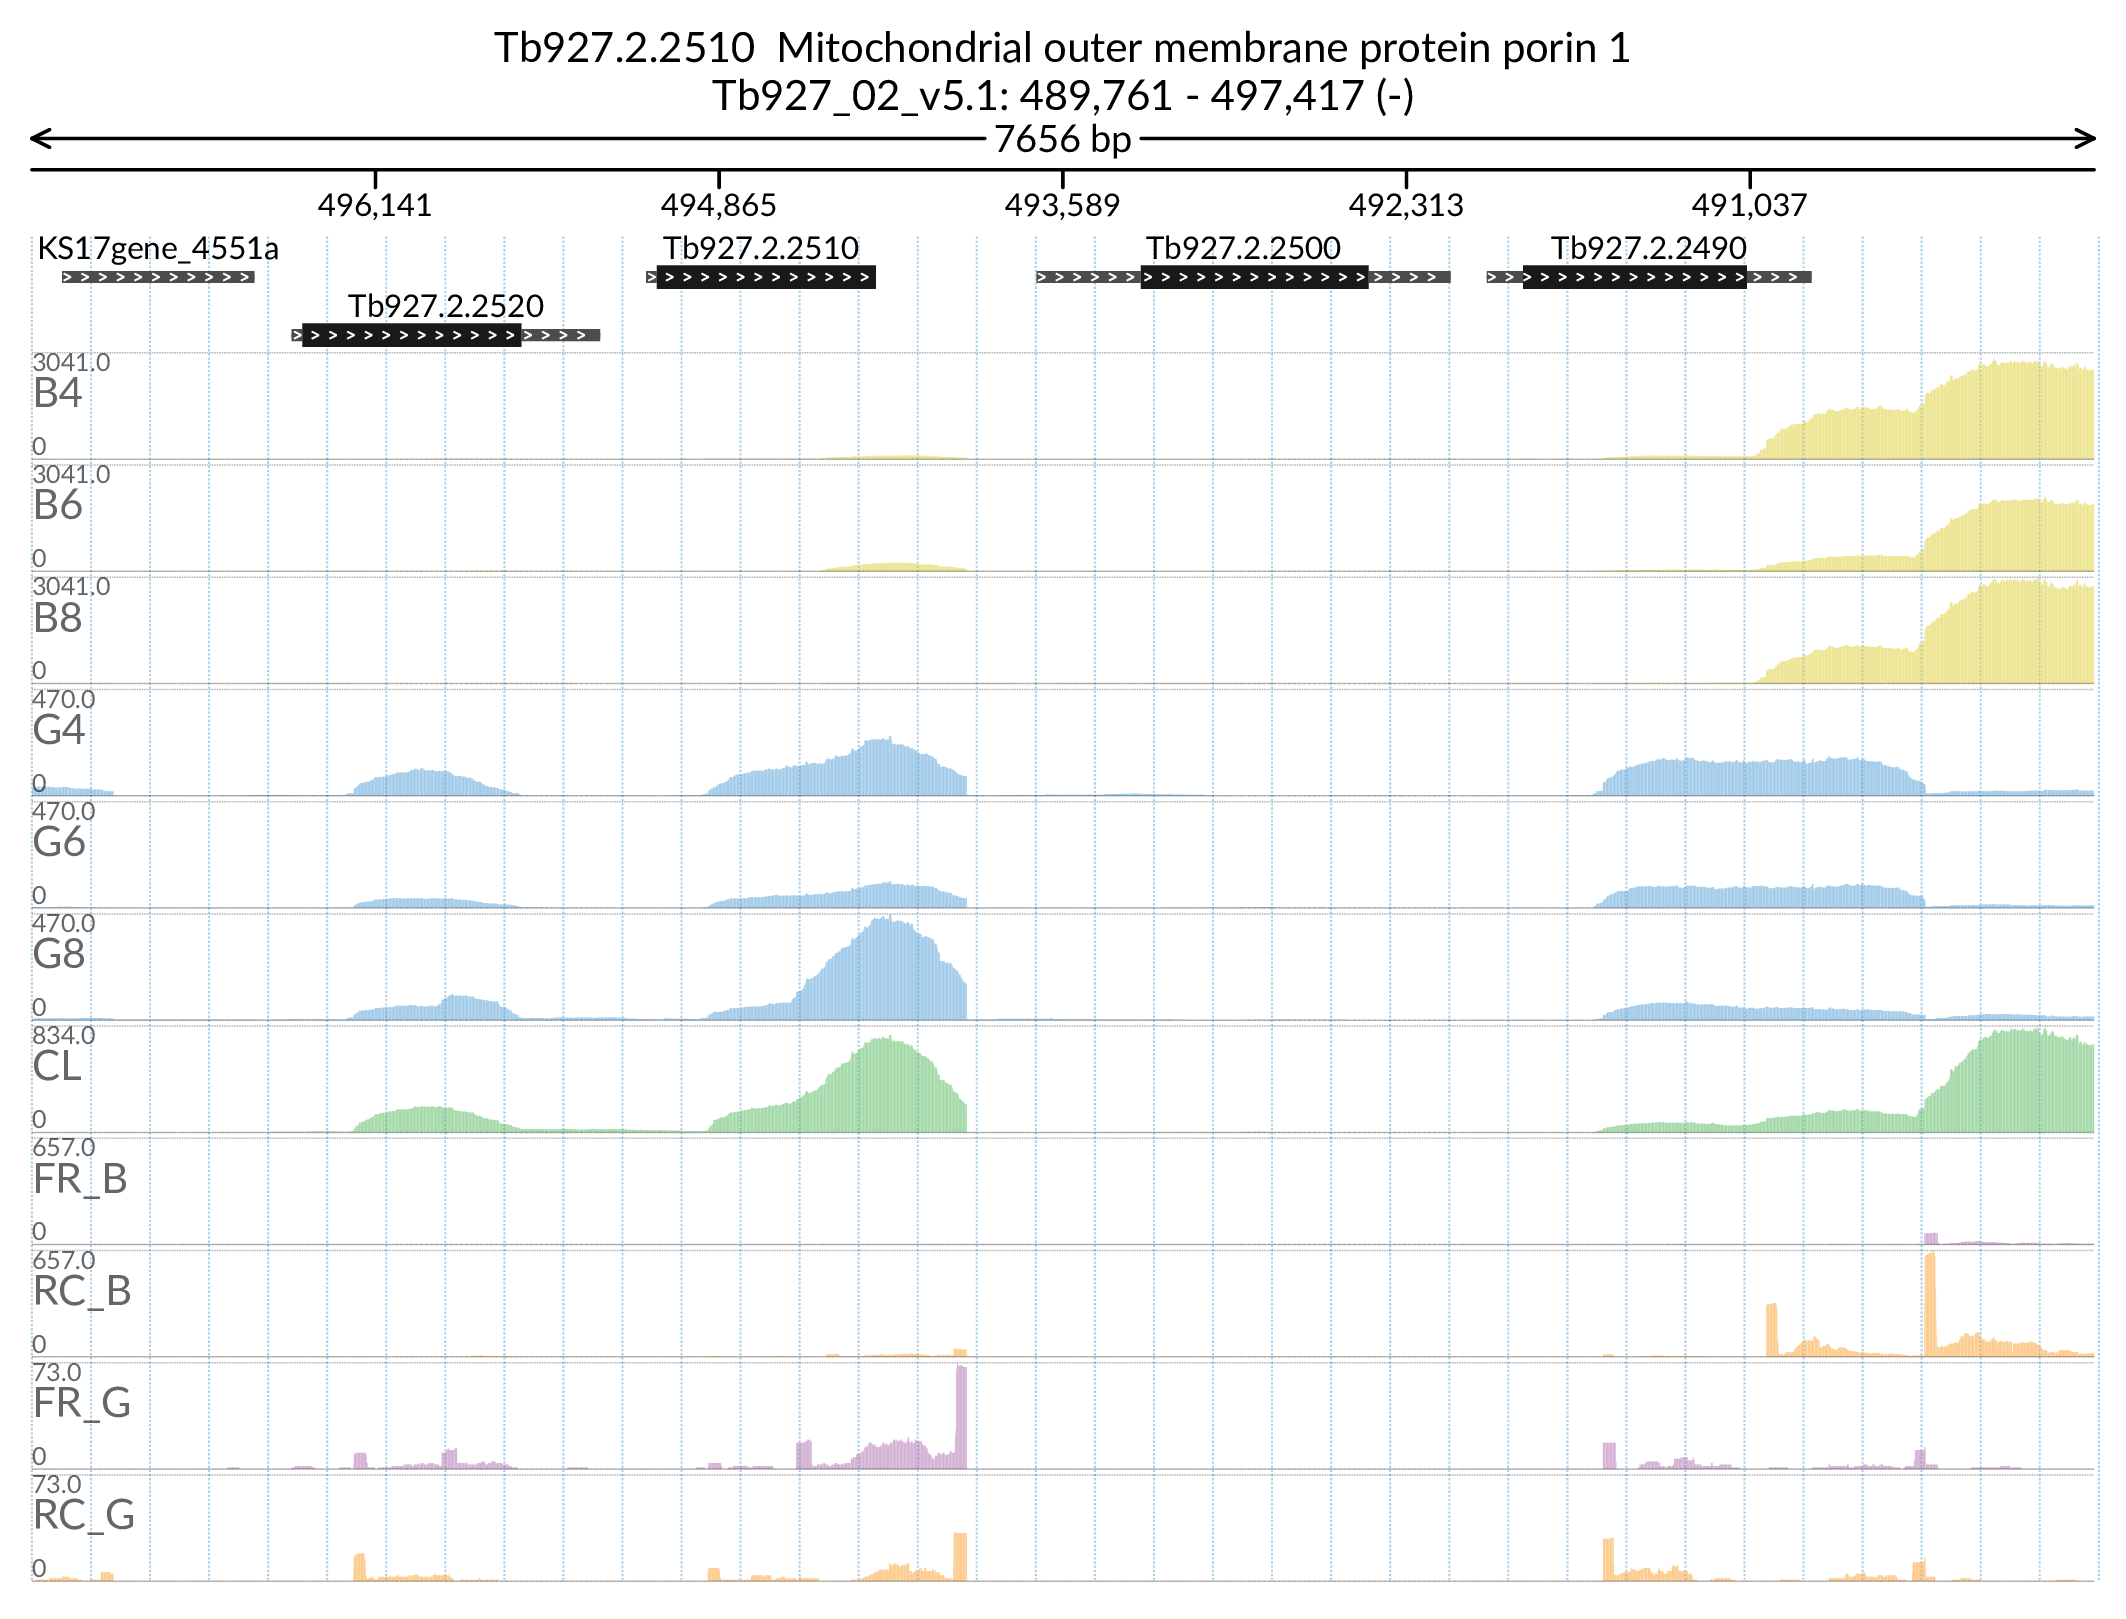 Tb927.2.2510  Mitochondrial outer membrane protein porin 1
Tb927_02_v5.1: 489,761 - 497,417 (-)
7656 bp
496,141 494,865 493,589 492,313 491,037
KS17gene_4551a Tb927.2.2510 Tb927.2.2500 Tb927.2.2490
Tb927.2.2520
3041.0
B4
0
3041.0
B6
0
3041.0
B8
0
470.0
G4
0
470.0
G6
0
470.0
G8
0
834.0
CL
0
657.0
FR_B
0
657.0
RC_B
0
73.0
FR_G
0
73.0
RC_G
0